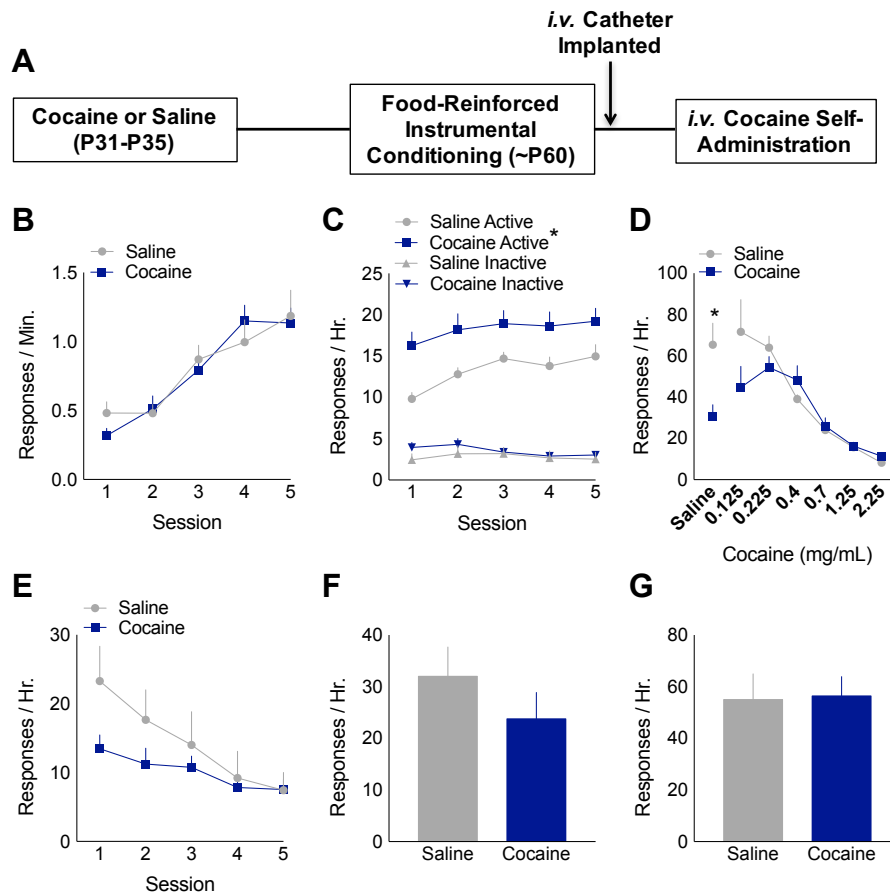 A
i.v. Catheter
Implanted
Cocaine or Saline
(P31-P35)
Food-Reinforced
Instrumental
Conditioning (~P60)
i.v. Cocaine Self-
Administration
B
Saline
Cocaine
Responses / Min.
1.5
1.0
0.5
0.0
1 2 3 4 5
Session
C
Saline Active
Cocaine Active*
Saline Inactive
Cocaine Inactive
Responses / Hr.
25
20
15
10
5
0
1 2 3 4 5
Session
D
Saline
Cocaine
Responses / Hr.
100
80
60
40
20
0
*
Saline 0.125 0.225 0.4 0.7 1.25 2.25
Cocaine (mg/mL)
E
Saline
Cocaine
Responses / Hr.
30
20
10
0
1 2 3 4 5
Session
F
Responses / Hr.
40
30
20
10
0
Saline Cocaine
G
Responses / Hr.
80
60
40
20
0
Saline Cocaine